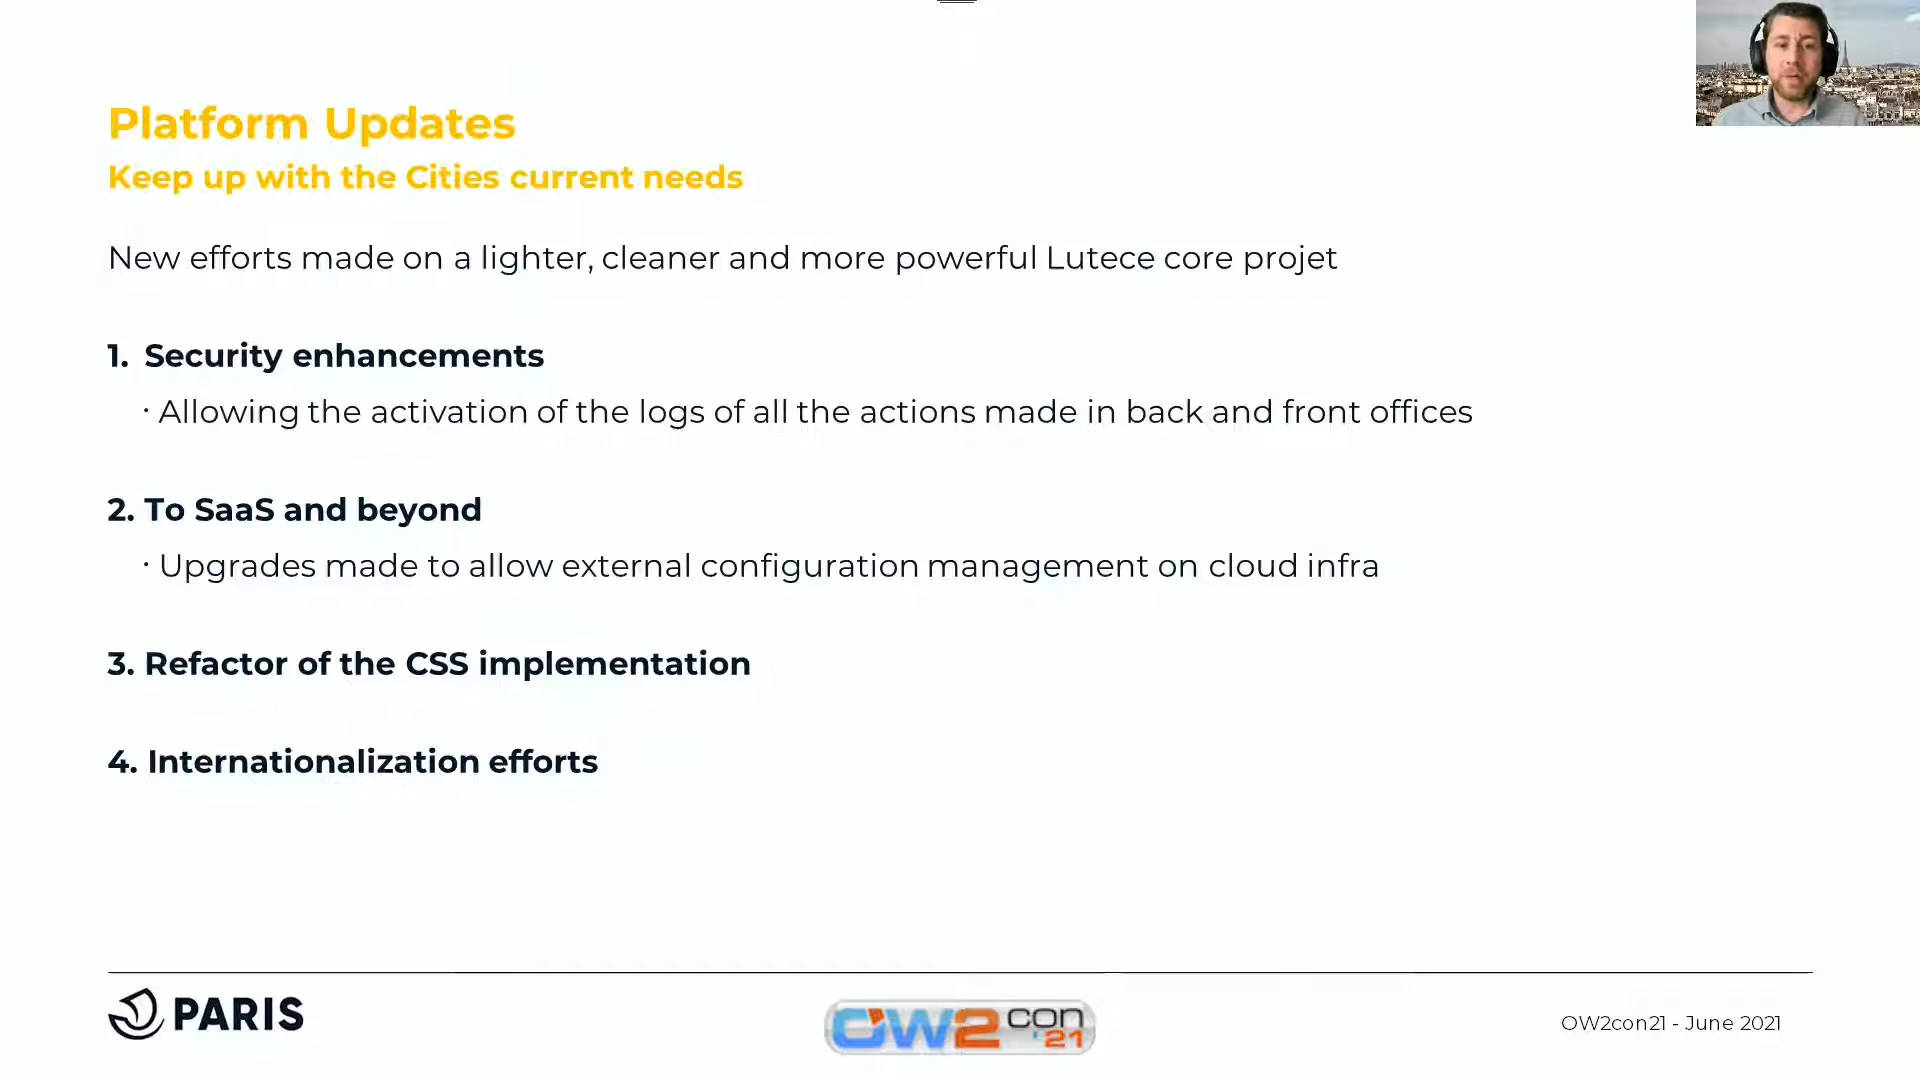 Platform Updates
Keep up with the Cities current needs
New efforts made on a lighter, cleaner and more powerful Lutece core projet
1. Security enhancements
· Allowing the activation of the logs of all the actions made in back and front offices
2. To SaaS and beyond
· Upgrades made to allow external configuration management on cloud infra
3. Refactor of the CSS implementation
4. Internationalization efforts
PARIS
OW2 con '21
OW2con21 - June 2021